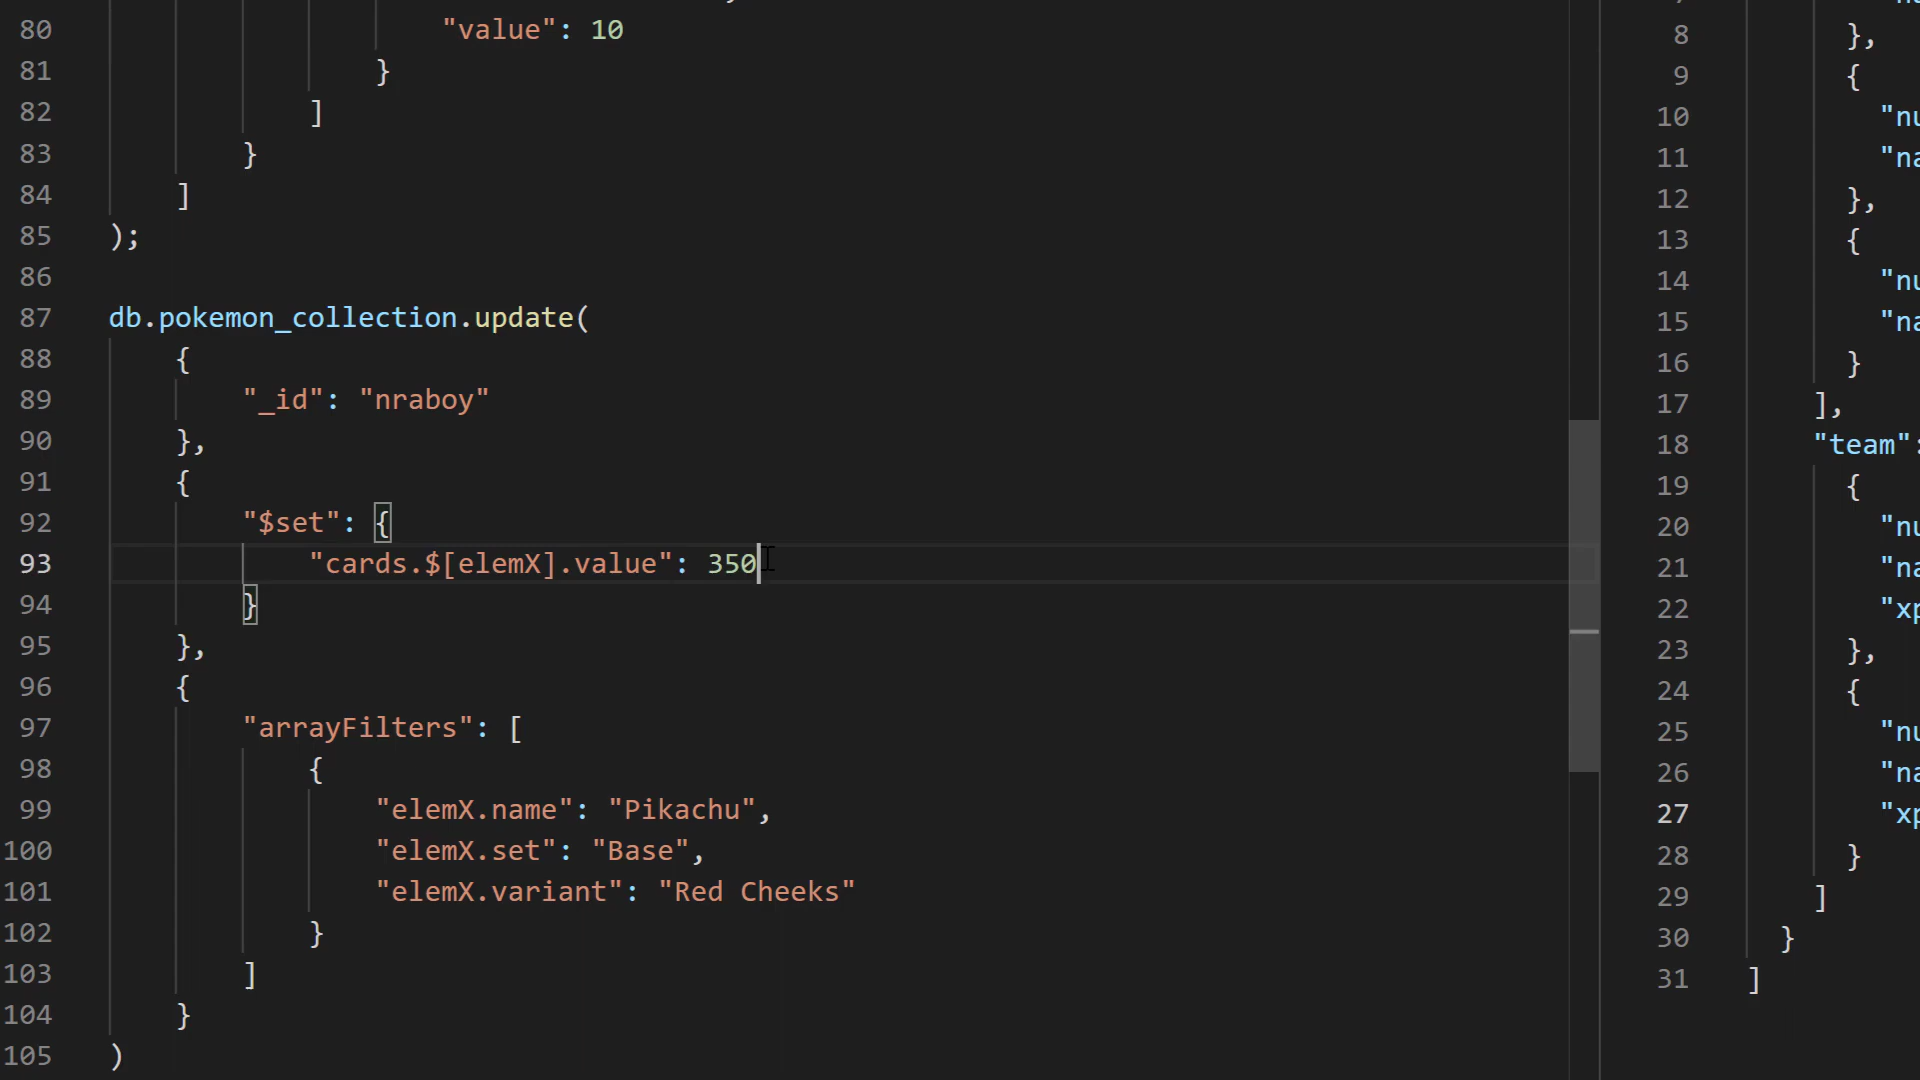 80 "value": 10
81 }
82 ]
83 }
84 ]
85 );
86
87 db.pokemon_collection.update(
88 {
89 "_id": "nraboy"
90 },
91 {
92 "$set": {
93 "cards.$[elemX].value": 350
94 }
95 },
96 {
97 "arrayFilters": [
98 {
99 "elemX.name": "Pikachu",
100 "elemX.set": "Base",
101 "elemX.variant": "Red Cheeks"
102 }
103 ]
104 }
105 )
8 },
9 {
10 "nu
11 "na
12 },
13 {
14 "nu
15 "na
16 }
17 ],
18 "team":
19 {
20 "nu
21 "na
22 "xp
23 },
24 {
25 "nu
26 "na
27 "xp
28 }
29 ]
30 }
31 ]